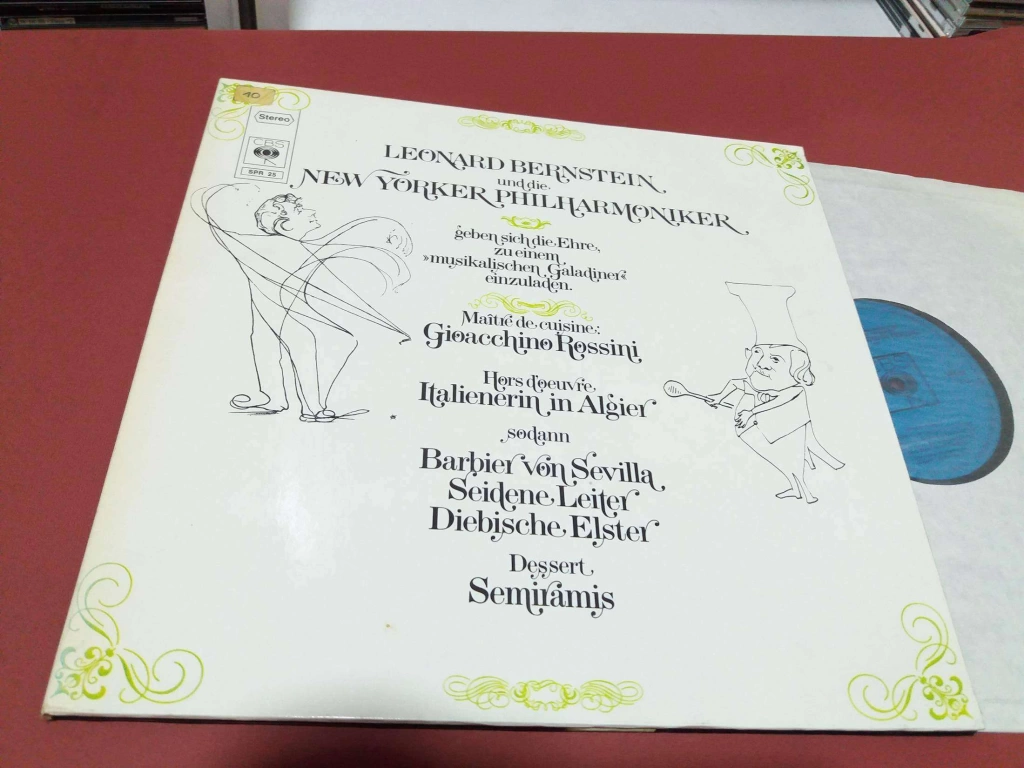 40
Stereo
CBS
SPR 25
LEONARD BERNSTEIN
und die
NEW YORKER PHILHARMONIKER
geben sich die Ehre,
zu einem
»musikalischen Galadiner«
einzuladen.
Maître de cuisine:
Gioacchino Rossini
Hors d'oeuvre
Italienerin in Algier
sodann
Barbier von Sevilla
Seidene Leiter
Diebische Elster
Dessert
Semiramis